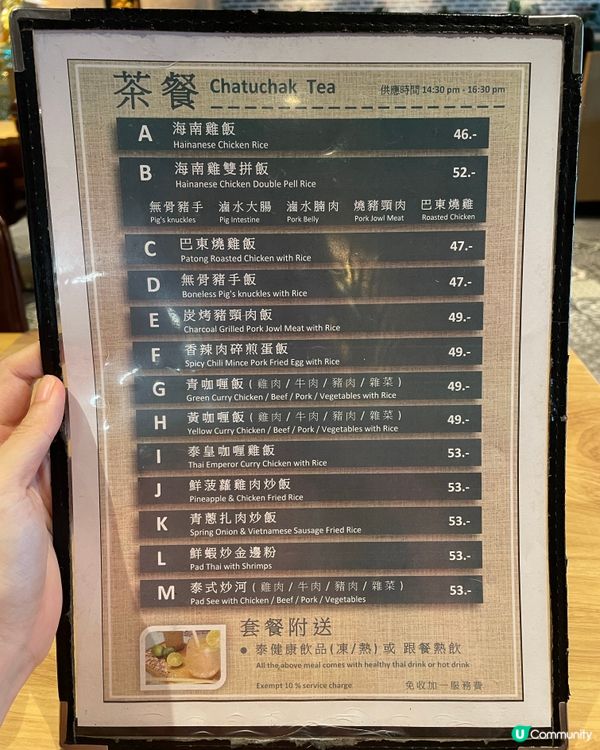 茶餐 Chatuchak Tea 供應時間 14:30 pm - 16:30 pm
A 海南雞飯 46.-
Hainanese Chicken Rice
B 海南雞雙拼飯 52.-
Hainanese Chicken Double Pell Rice
無骨豬手 滷水大腸 滷水腩肉 燒豬頸肉 巴東燒雞
Pig's knuckles Pig Intestine Pork Belly Pork Jowl Meat Roasted Chicken
C 巴東燒雞飯 47.-
Patong Roasted Chicken with Rice
D 無骨豬手飯 47.-
Boneless Pig's knuckles with Rice
E 炭烤豬頸肉飯 49.-
Charcoal Grilled Pork Jowl Meat with Rice
F 香辣肉碎煎蛋飯 49.-
Spicy Chili Mince Pork Fried Egg with Rice
G 青咖喱飯 ( 雞肉 / 牛肉 / 豬肉 / 雜菜 ) 49.-
Green Curry Chicken / Beef / Pork / Vegetables with Rice
H 黃咖喱飯 ( 雞肉 / 牛肉 / 豬肉 / 雜菜 ) 49.-
Yellow Curry Chicken / Beef / Pork / Vegetables with Rice
I 泰皇咖喱雞飯 53.-
Thai Emperor Curry Chicken with Rice
J 鮮菠蘿雞肉炒飯 53.-
Pineapple & Chicken Fried Rice
K 青蔥扎肉炒飯 53.-
Spring Onion & Vietnamese Sausage Fried Rice
L 鮮蝦炒金邊粉 53.-
Pad Thai with Shrimps
M 泰式炒河 ( 雞肉 / 牛肉 / 豬肉 / 雜菜 ) 53.-
Pad See with Chicken / Beef / Pork / Vegetables
套餐附送
● 泰健康飲品(凍/熱) 或 跟餐熱飲
All the above meal comes with healthy thai drink or hot drink
Exempt 10 % service charge 免收加一服務費
U Community